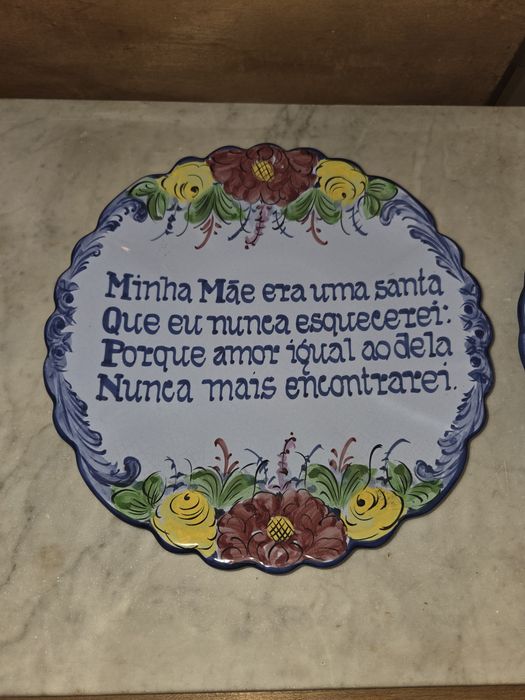 Minha Mãe era uma santa
Que eu nunca esquecerei:
Porque amor igual ao dela
Nunca mais encontrarei.